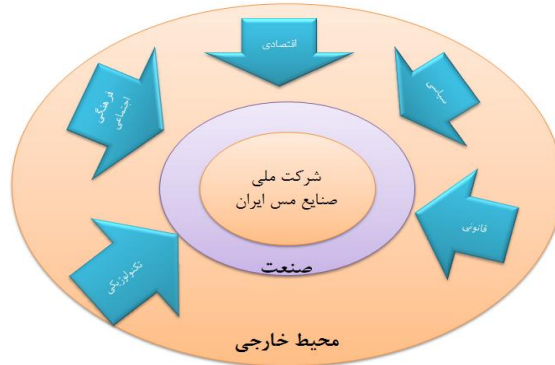 اقتصادی
سیاسی
فرهنگی
اجتماعی
شرکت ملی
صنایع مس ایران
قانونی
صنعت
تکنولوژیکی
محیط خارجی